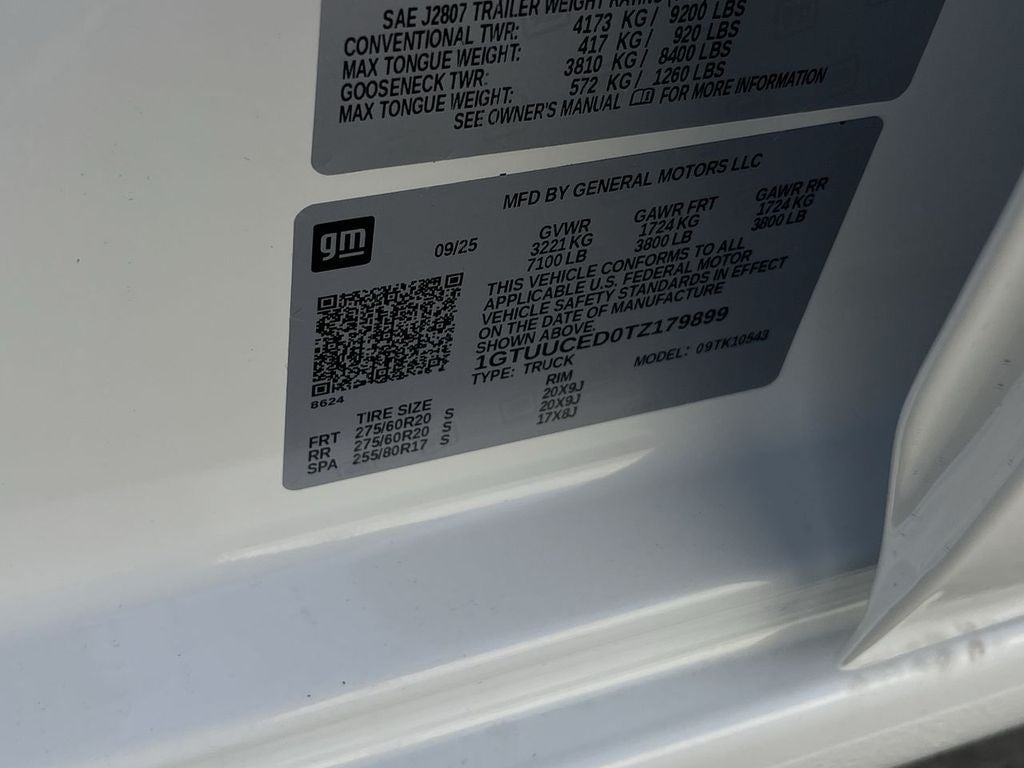 SAE J2807 TRAILER WEIGHT RATING
CONVENTIONAL TWR: 4173 KG/ 9200 LBS
MAX TONGUE WEIGHT: 417 KG/ 920 LBS
GOOSENECK TWR: 3810 KG/ 8400 LBS
MAX TONGUE WEIGHT: 572 KG/ 1260 LBS
SEE OWNER'S MANUAL FOR MORE INFORMATION
MFD BY GENERAL MOTORS LLC
gm
09/25
GVWR GAWR FRT GAWR RR
3221 KG 1724 KG 1724 KG
7100 LB 3800 LB 3800 LB
THIS VEHICLE CONFORMS TO ALL
APPLICABLE U.S. FEDERAL MOTOR
VEHICLE SAFETY STANDARDS IN EFFECT
ON THE DATE OF MANUFACTURE
SHOWN ABOVE.
1GTUUCED0TZ179899
TYPE: TRUCK MODEL: 09TK10543
8624
TIRE SIZE RIM
FRT 275/60R20 S 20X9J
RR 275/60R20 S 20X9J
SPA 255/80R17 S 17X8J